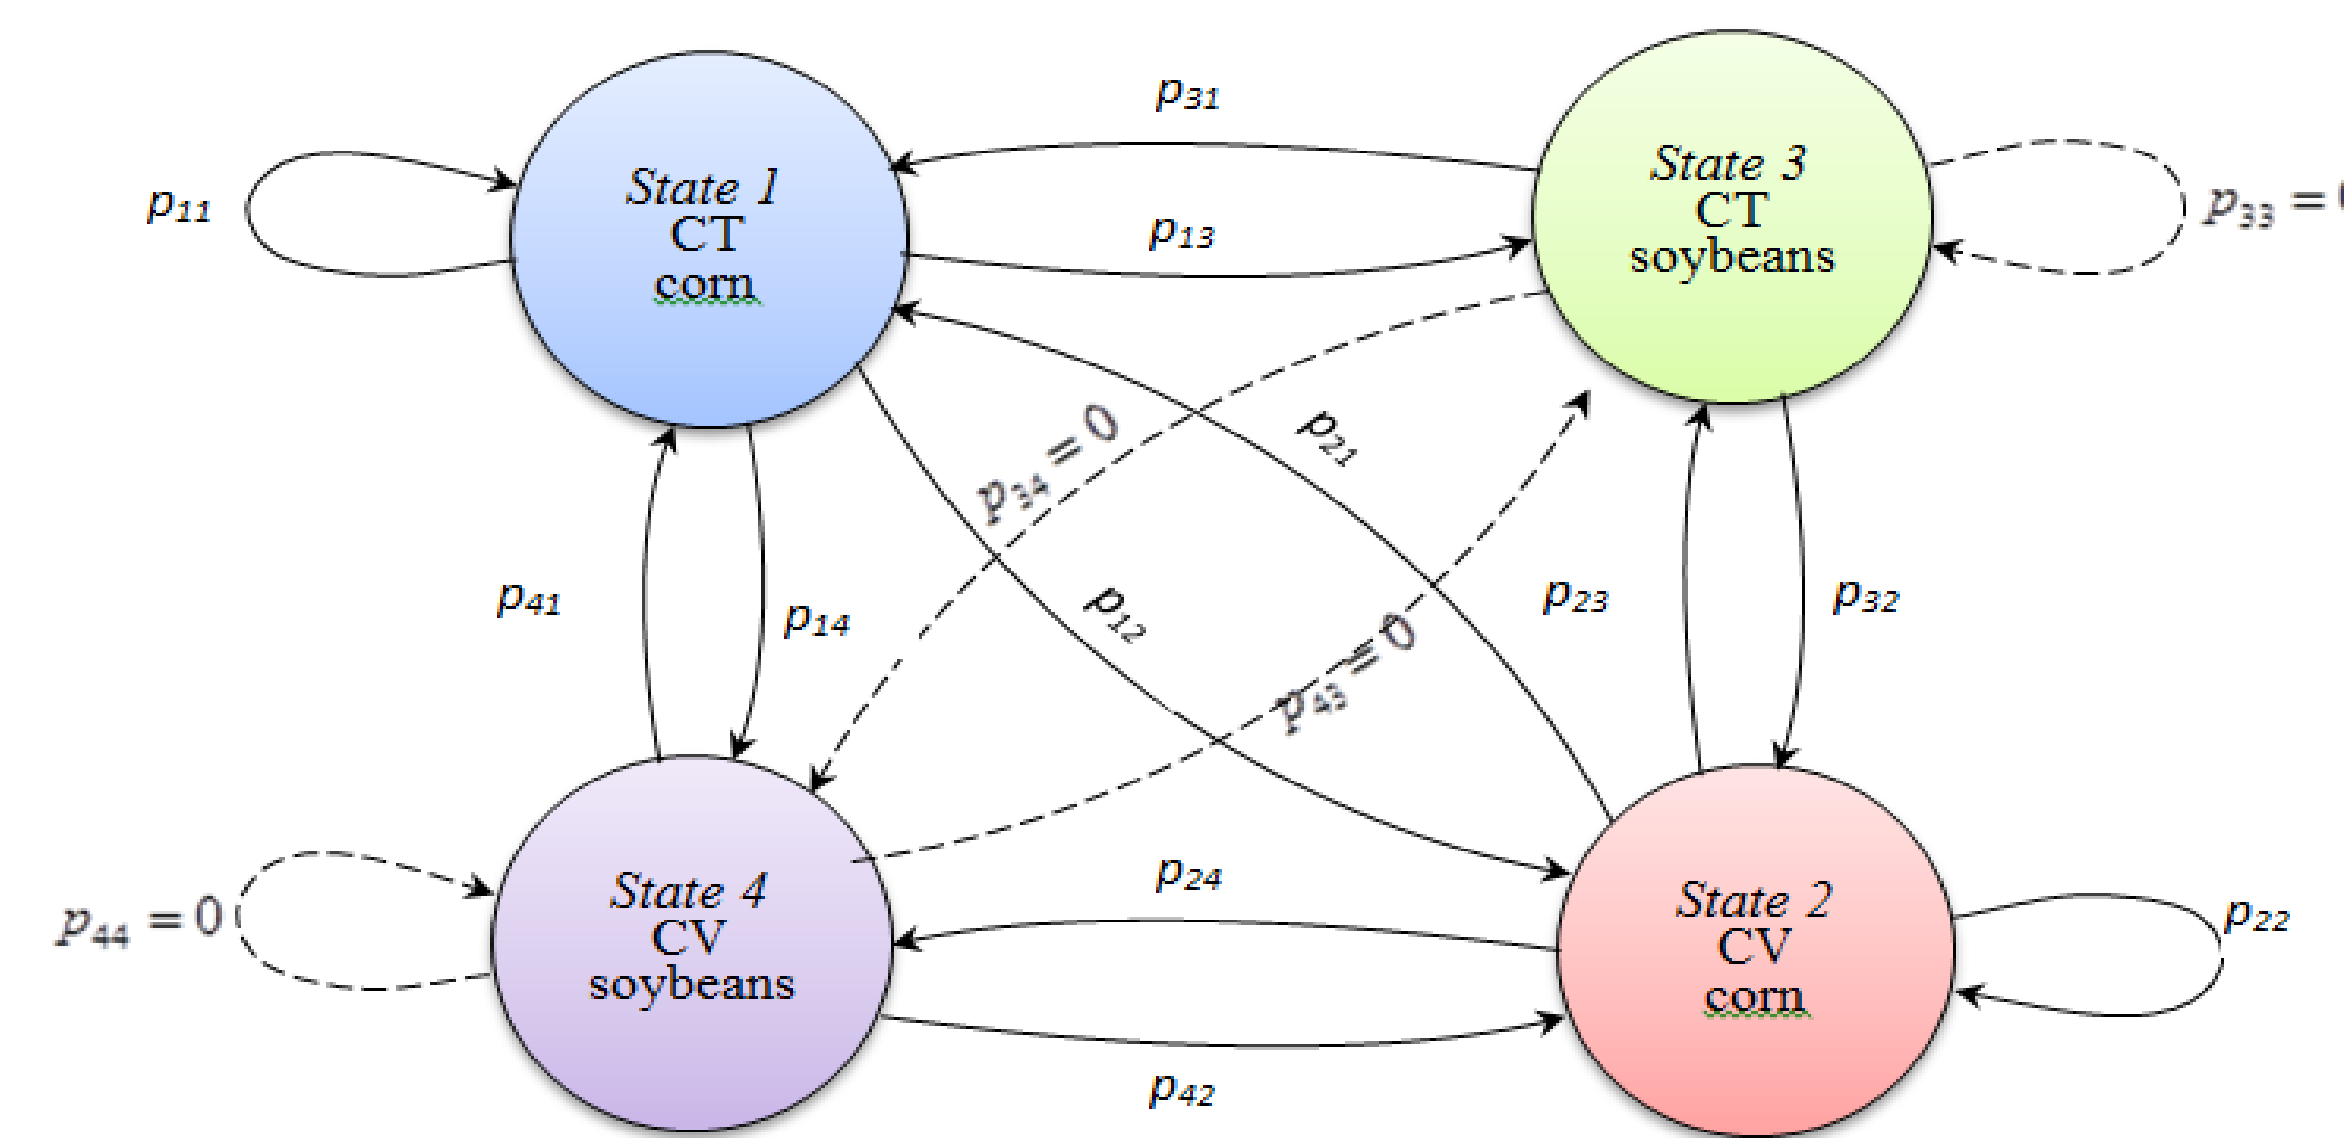 p31
State 1
CT
corn
State 3
CT
soybeans
p11
p13
p33 =
p34 = 0
p21
p41
p14
p12
p23
p32
p43 = 0
State 4
CV
soybeans
p24
State 2
CV
corn
p44 = 0
p22
p42